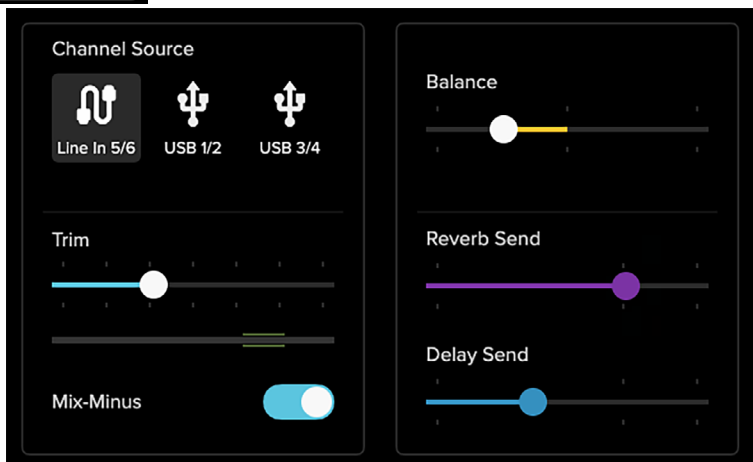 Channel Source
Line In 5/6
USB 1/2
USB 3/4
Trim
Mix-Minus
Balance
Reverb Send
Delay Send